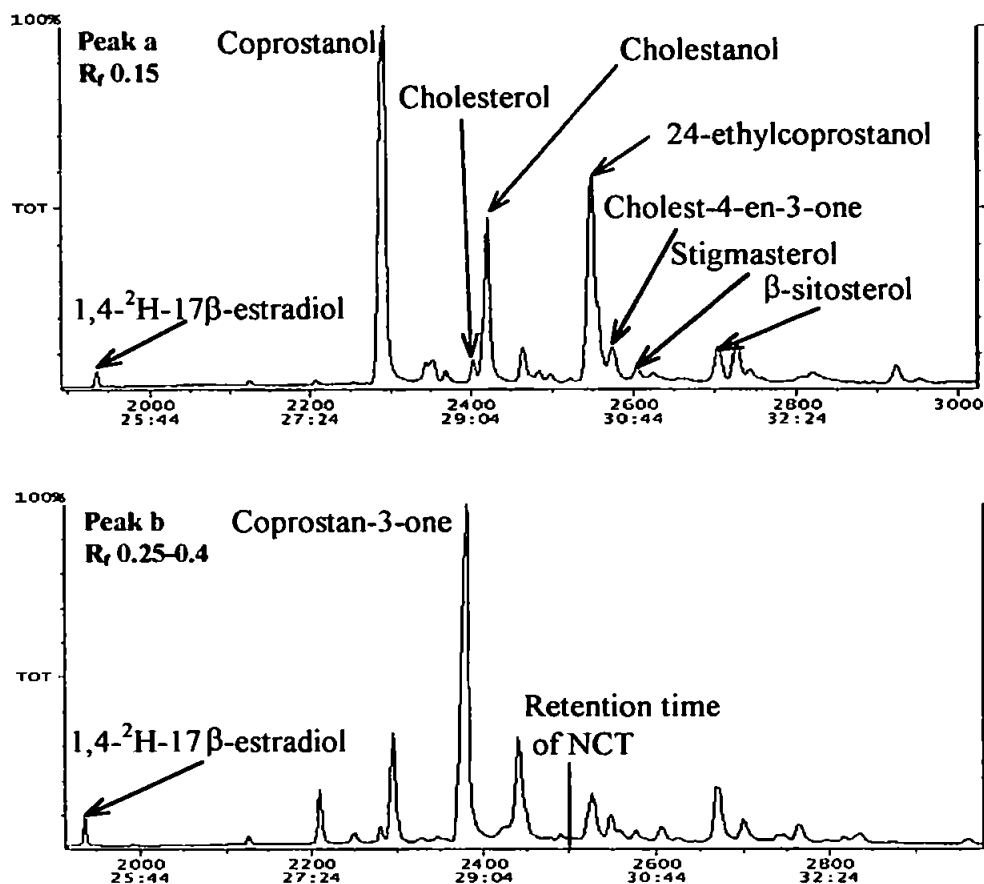 100%
Peak a
Rf 0.15
Coprostanol
Cholestanol
Cholesterol
24-ethylcoprostanol
TOT
Cholest-4-en-3-one
Stigmasterol
β-sitosterol
1,4-²H-17β-estradiol
2000 2200 2400 2600 2800 3000
25:44 27:24 29:04 30:44 32:24
100%
Peak b
Rf 0.25–0.4
Coprostan-3-one
TOT
Retention time
of NCT
1,4-²H-17β-estradiol
2000 2200 2400 2600 2800
25:44 27:24 29:04 30:44 32:24